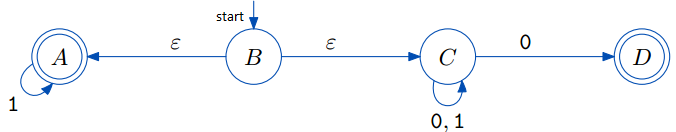 start
ε ε 0
A B C D
1
0, 1